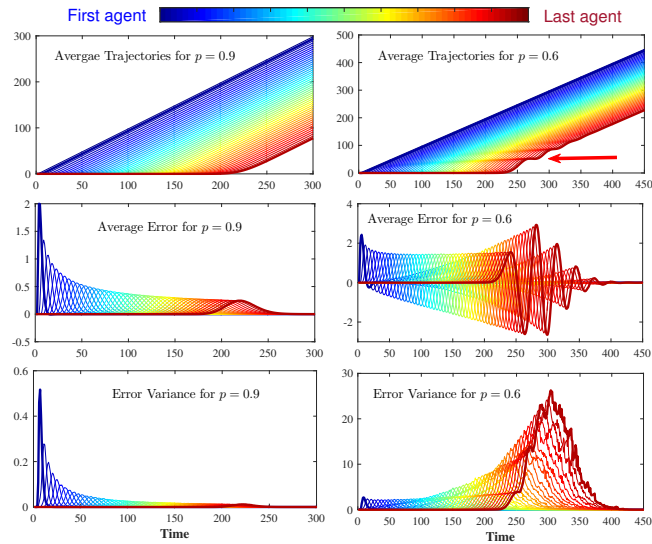 First agent
Last agent
Avergae Trajectories for p = 0.9
300
200
100
0
0 50 100 150 200 250 300
Average Trajectories for p = 0.6
500
400
300
200
100
0
0 50 100 150 200 250 300 350 400 450
Average Error for p = 0.9
2
1.5
1
0.5
0
-0.5
0 50 100 150 200 250 300
Average Error for p = 0.6
4
2
0
-2
0 50 100 150 200 250 300 350 400 450
Error Variance for p = 0.9
0.6
0.4
0.2
0
0 50 100 150 200 250 300
Time
Error Variance for p = 0.6
30
20
10
0
0 50 100 150 200 250 300 350 400 450
Time